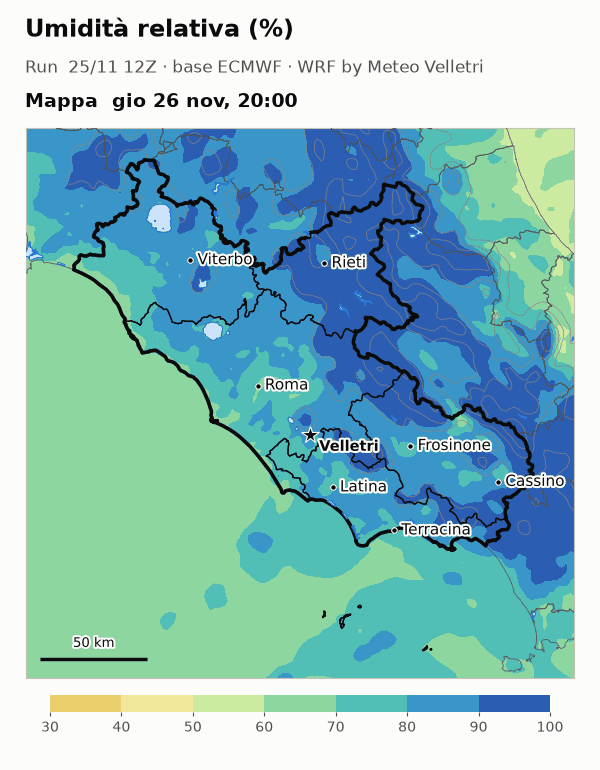 Umidità relativa (%)
Run  25/11 12Z · base ECMWF · WRF by Meteo Velletri
Mappa  gio 26 nov, 20:00
Viterbo
Rieti
Roma
Velletri
Frosinone
Cassino
Latina
Terracina
50 km
30 40 50 60 70 80 90 100